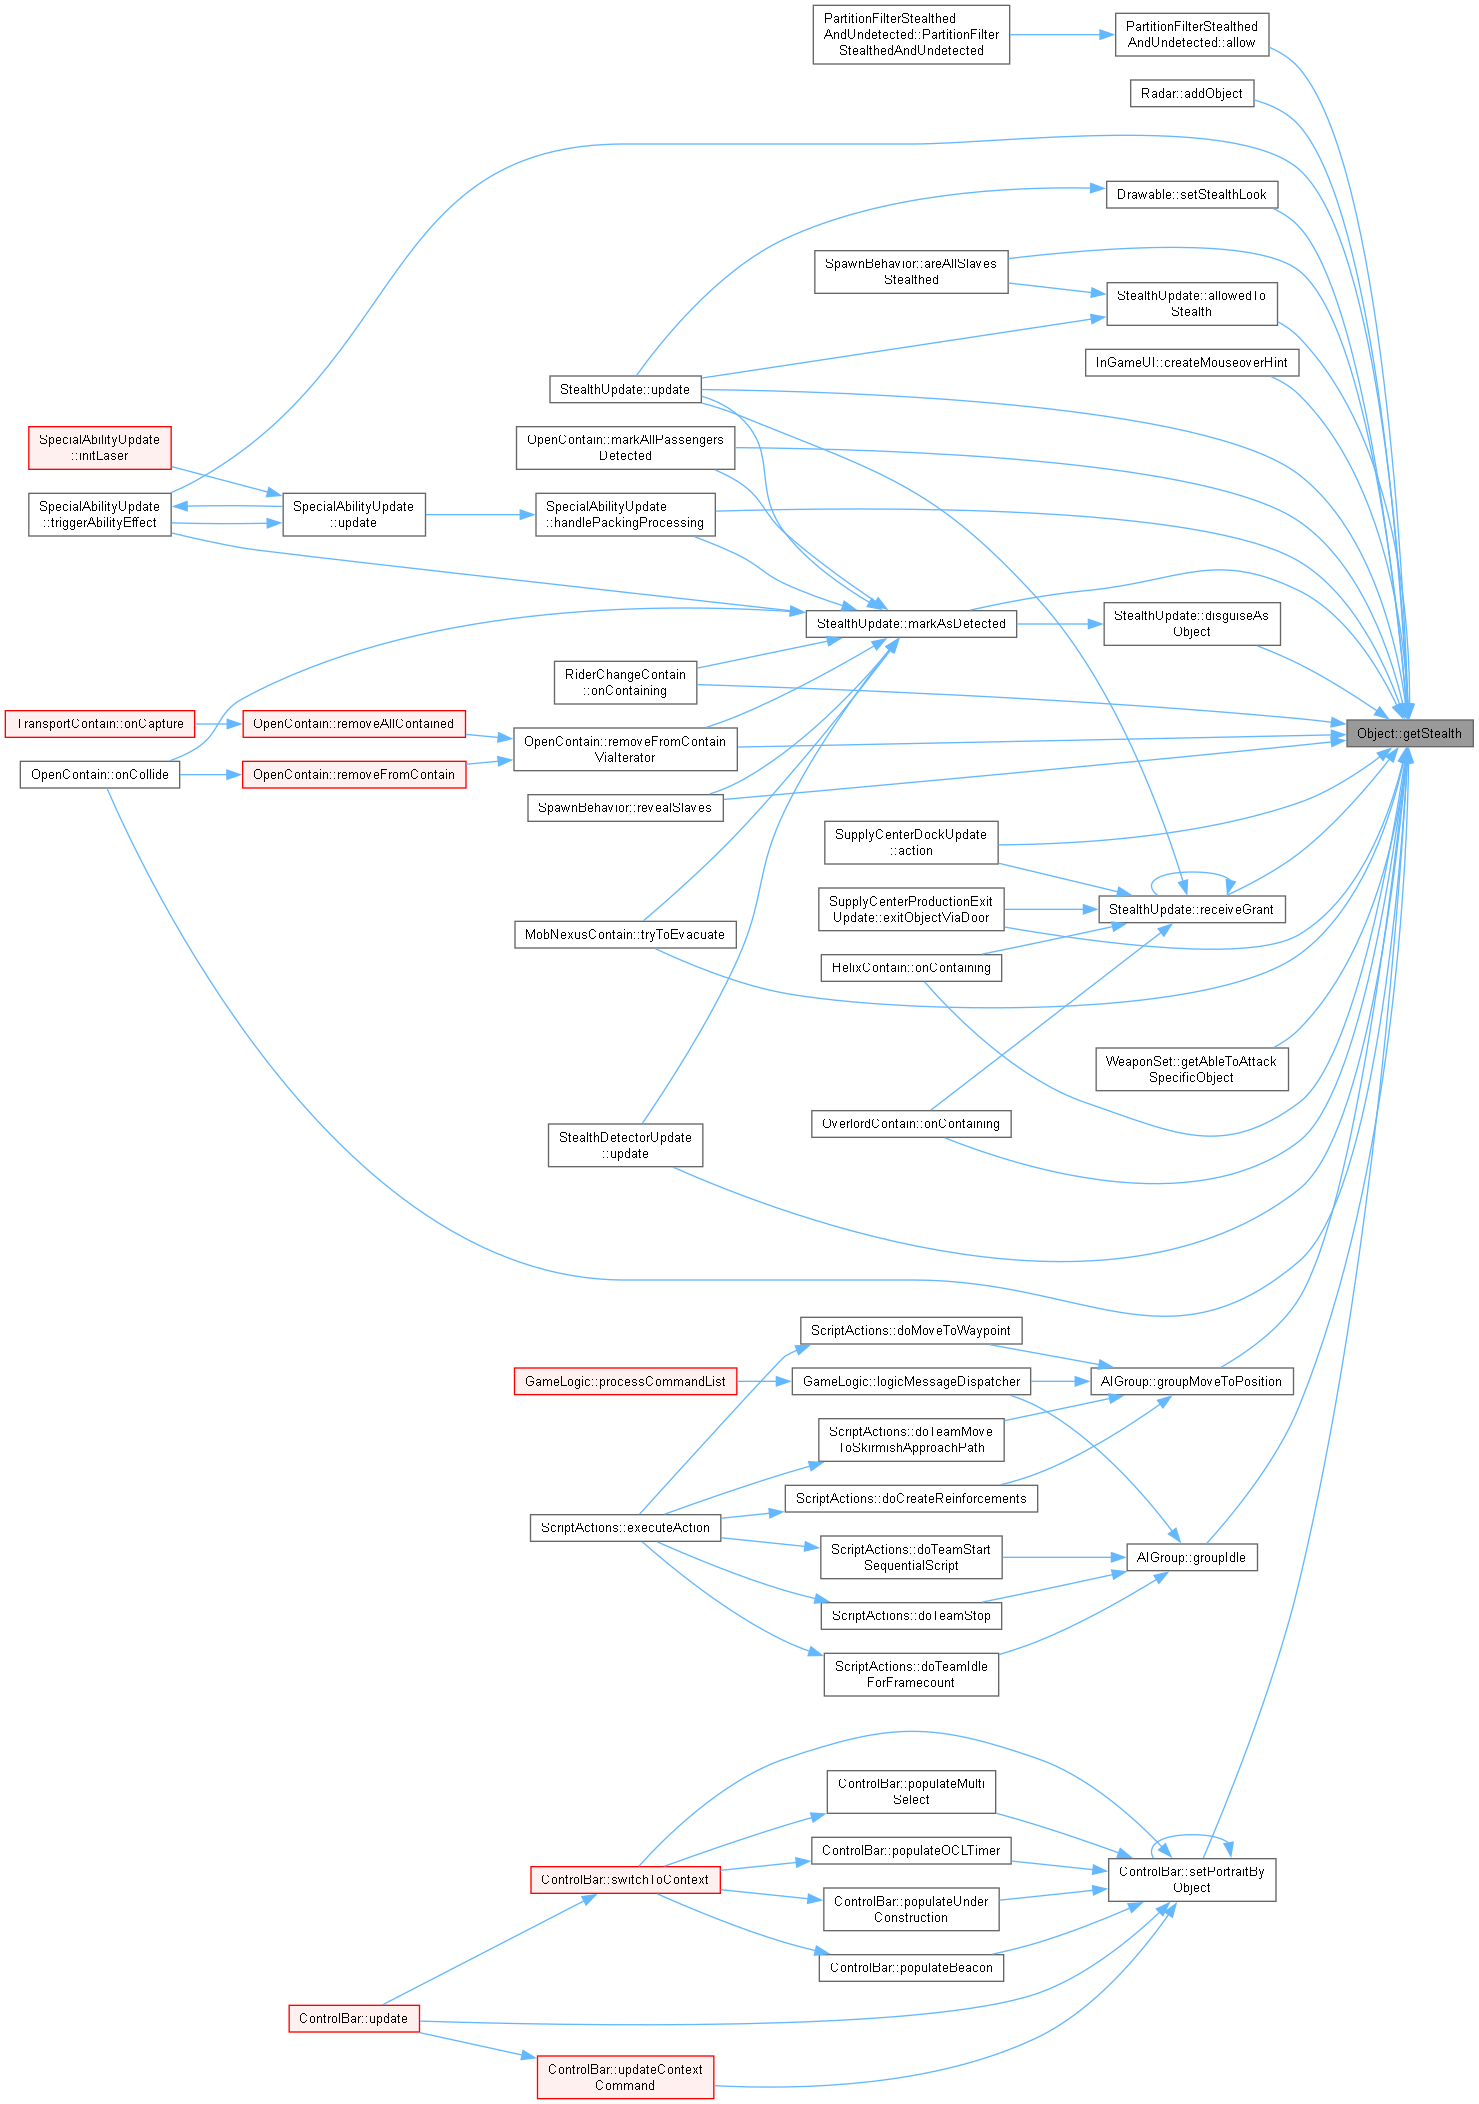 PartitionFilterStealthed
AndUndetected::PartitionFilter
StealthedAndUndetected
PartitionFilterStealthed
AndUndetected::allow
Radar::addObject
Drawable::setStealthLook
SpawnBehavior::areAllSlaves
Stealthed
StealthUpdate::allowedTo
Stealth
InGameUI::createMouseoverHint
StealthUpdate::update
OpenContain::markAllPassengers
Detected
SpecialAbilityUpdate
::initLaser
SpecialAbilityUpdate
::triggerAbilityEffect
SpecialAbilityUpdate
::update
SpecialAbilityUpdate
::handlePackingProcessing
StealthUpdate::markAsDetected
StealthUpdate::disguiseAs
Object
RiderChangeContain
::onContaining
TransportContain::onCapture
OpenContain::removeAllContained
OpenContain::removeFromContain
ViaIterator
Object::getStealth
OpenContain::onCollide
OpenContain::removeFromContain
SpawnBehavior::revealSlaves
SupplyCenterDockUpdate
::action
SupplyCenterProductionExit
Update::exitObjectViaDoor
StealthUpdate::receiveGrant
MobNexusContain::tryToEvacuate
HelixContain::onContaining
WeaponSet::getAbleToAttack
SpecificObject
OverlordContain::onContaining
StealthDetectorUpdate
::update
ScriptActions::doMoveToWaypoint
GameLogic::processCommandList
GameLogic::logicMessageDispatcher
AIGroup::groupMoveToPosition
ScriptActions::doTeamMove
ToSkirmishApproachPath
ScriptActions::doCreateReinforcements
ScriptActions::executeAction
ScriptActions::doTeamStart
SequentialScript
AIGroup::groupIdle
ScriptActions::doTeamStop
ScriptActions::doTeamIdle
ForFramecount
ControlBar::populateMulti
Select
ControlBar::populateOCLTimer
ControlBar::switchToContext
ControlBar::setPortraitBy
Object
ControlBar::populateUnder
Construction
ControlBar::populateBeacon
ControlBar::update
ControlBar::updateContext
Command